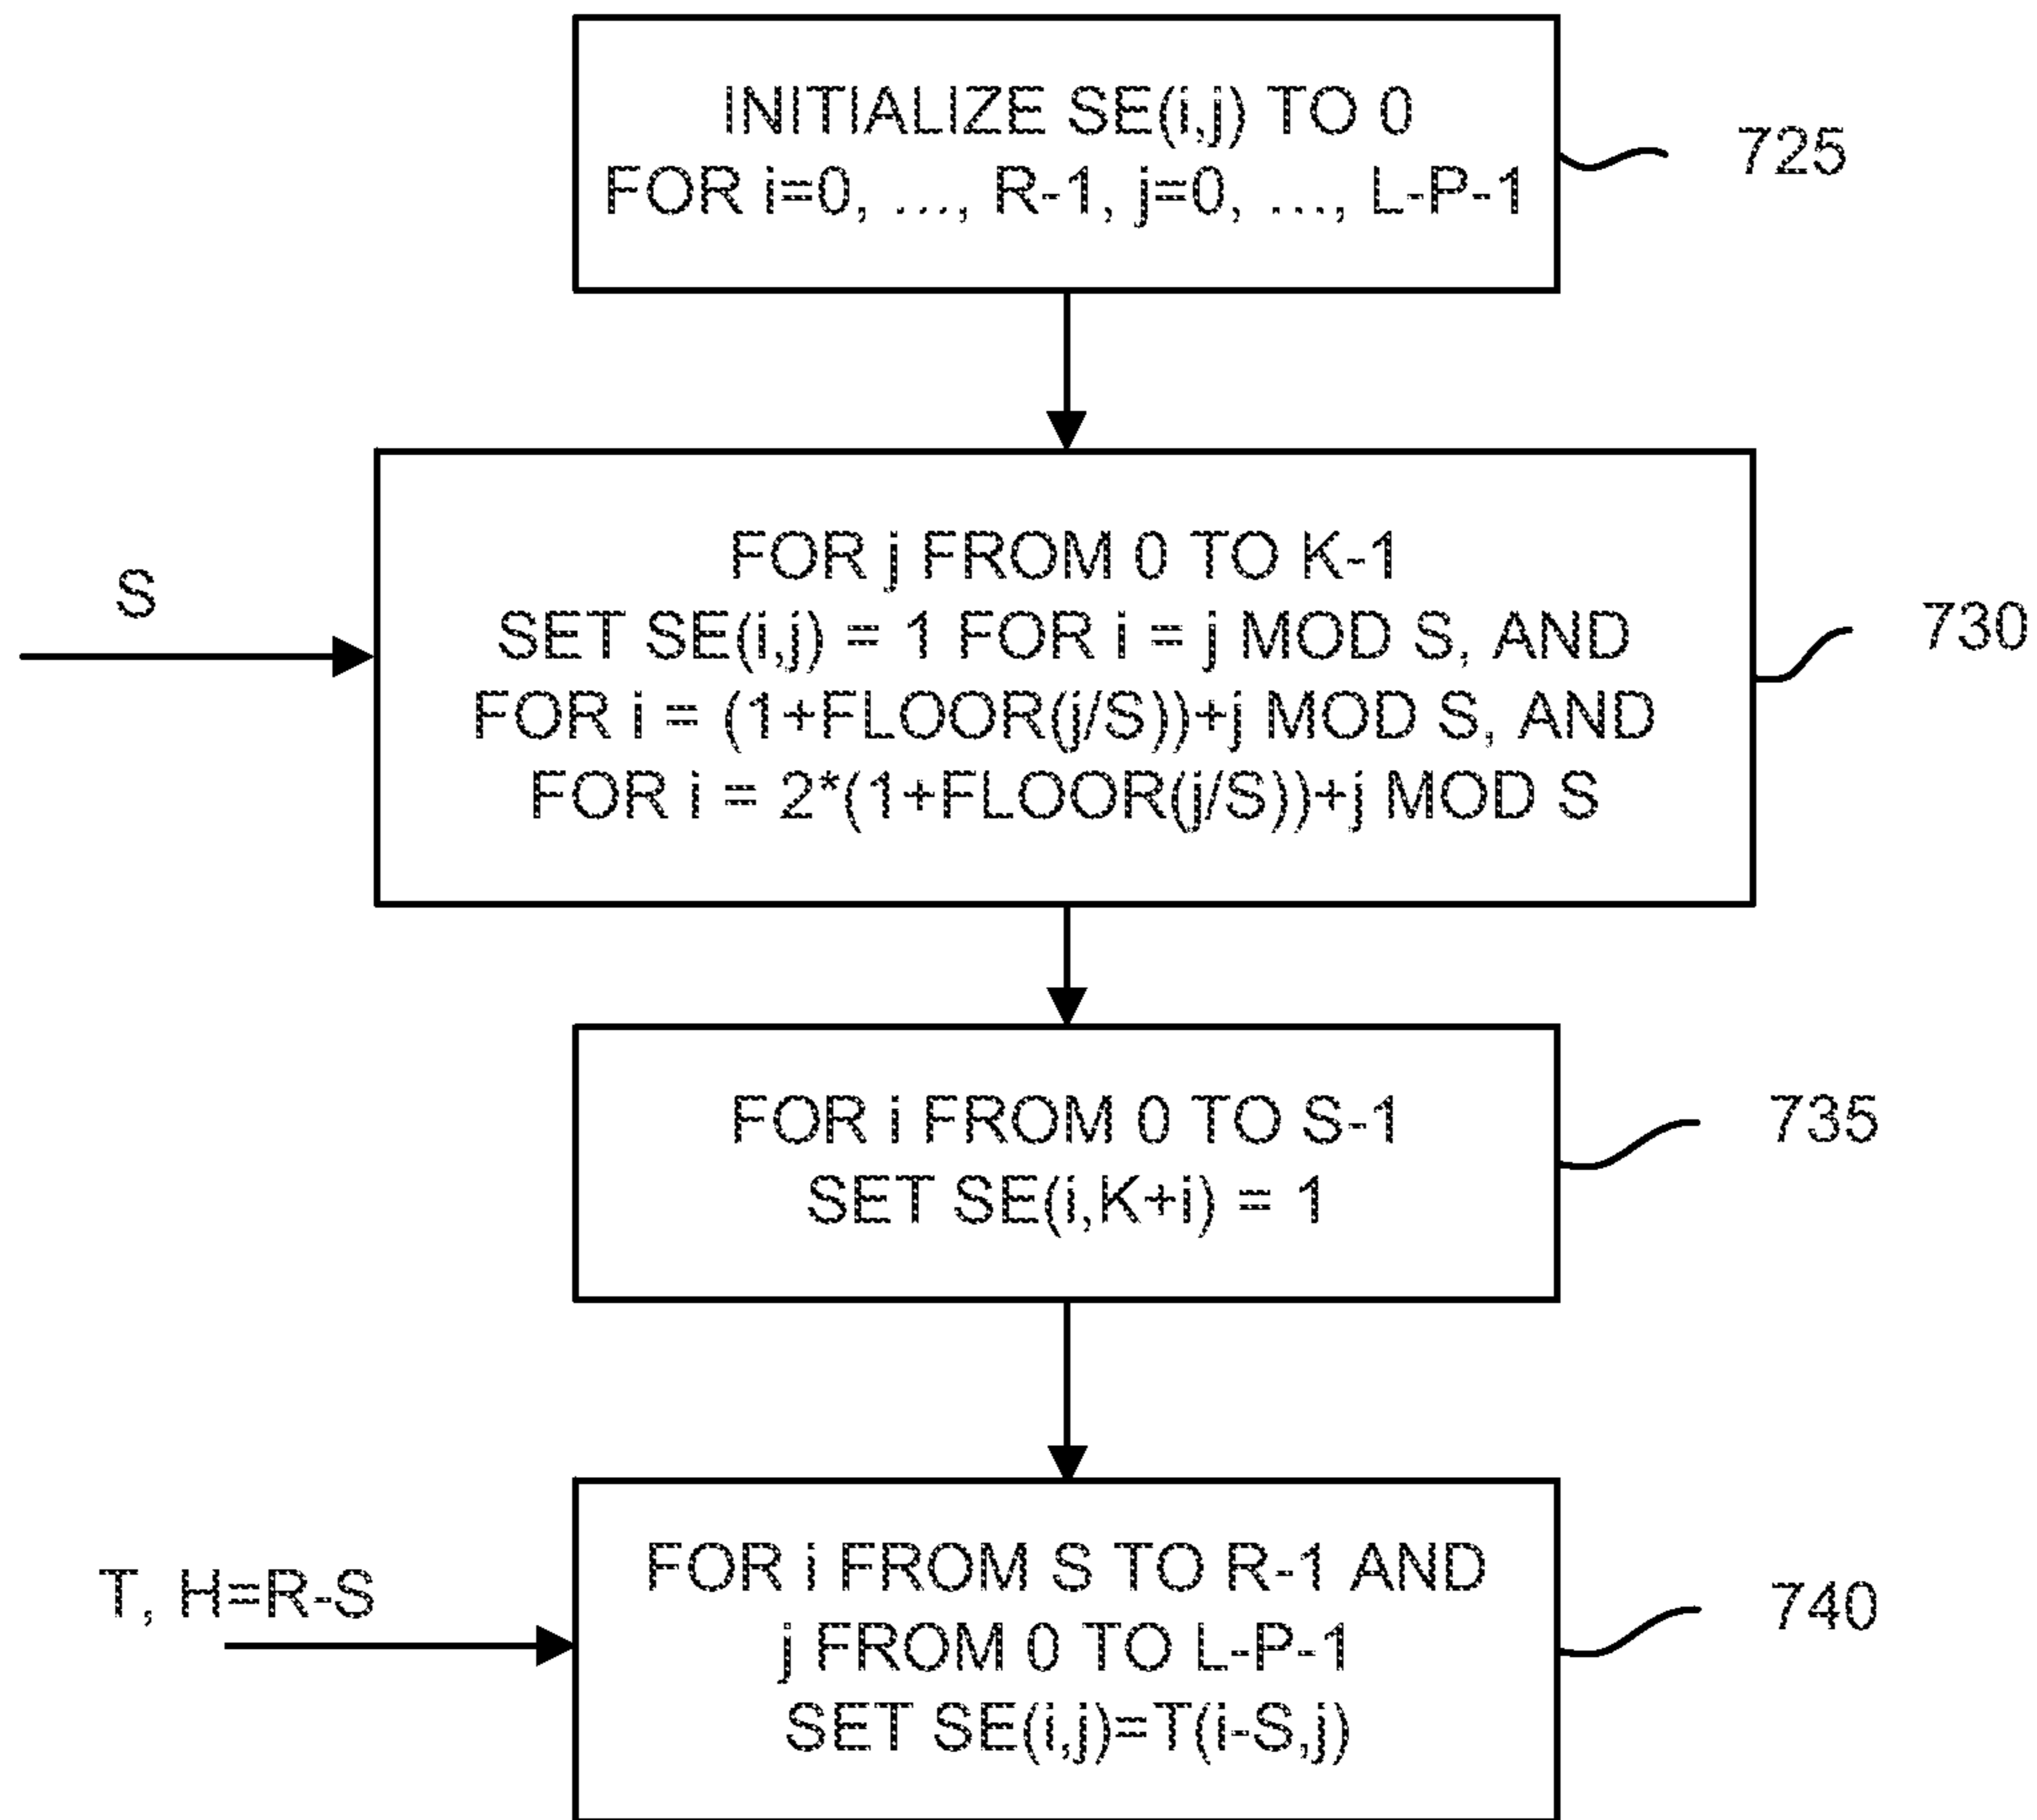 INITIALIZE SE(i,j) TO 0
FOR i=0, ..., R-1, j=0, ..., L-P-1
725
FOR j FROM 0 TO K-1
SET SE(i,j) = 1 FOR i = j MOD S, AND
FOR i = (1+FLOOR(j/S))+j MOD S, AND
FOR i = 2*(1+FLOOR(j/S))+j MOD S
S
730
FOR i FROM 0 TO S-1
SET SE(i,K+i) = 1
735
T, H=R-S
FOR i FROM S TO R-1 AND
j FROM 0 TO L-P-1
SET SE(i,j)=T(i-S,j)
740